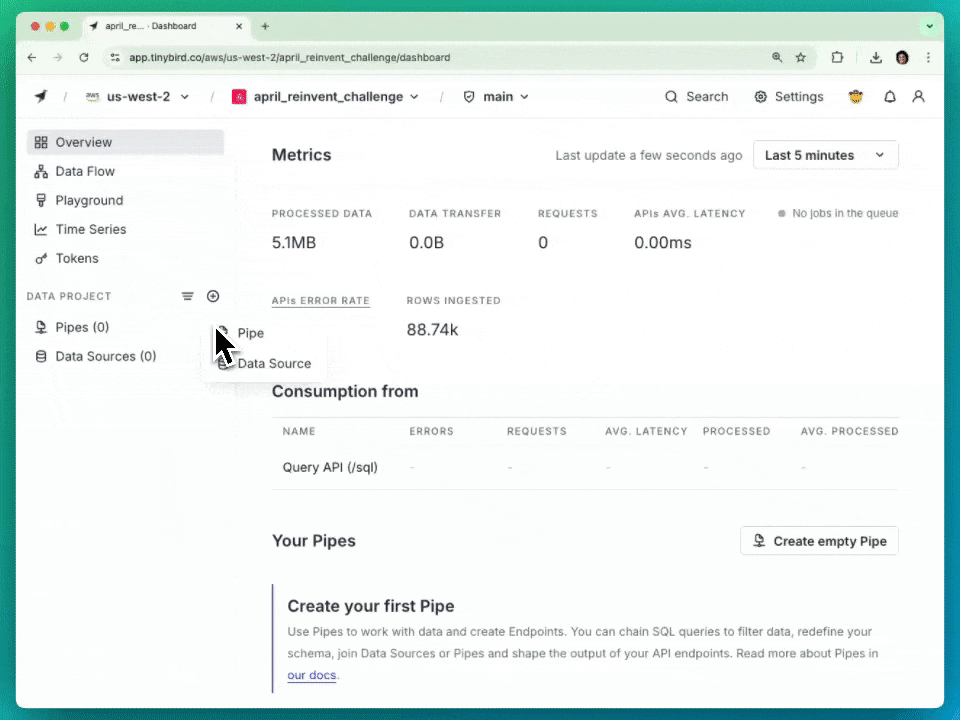 april_re... · Dashboard
app.tinybird.co/aws/us-west-2/april_reinvent_challenge/dashboard
/ aws us-west-2 / april_reinvent_challenge / main Search Settings
Overview
Data Flow
Playground
Time Series
Tokens
DATA PROJECT
Pipes (0)
Data Sources (0)
Pipe
Data Source
Metrics
Last update a few seconds ago Last 5 minutes
PROCESSED DATA DATA TRANSFER REQUESTS APIs AVG. LATENCY No jobs in the queue
5.1MB 0.0B 0 0.00ms
APIs ERROR RATE ROWS INGESTED
88.74k
Consumption from
NAME ERRORS REQUESTS AVG. LATENCY PROCESSED AVG. PROCESSED
Query API (/sql) - - - - -
Your Pipes
Create empty Pipe
Create your first Pipe
Use Pipes to work with data and create Endpoints. You can chain SQL queries to filter data, redefine your
schema, join Data Sources or Pipes and shape the output of your API endpoints. Read more about Pipes in
our docs.